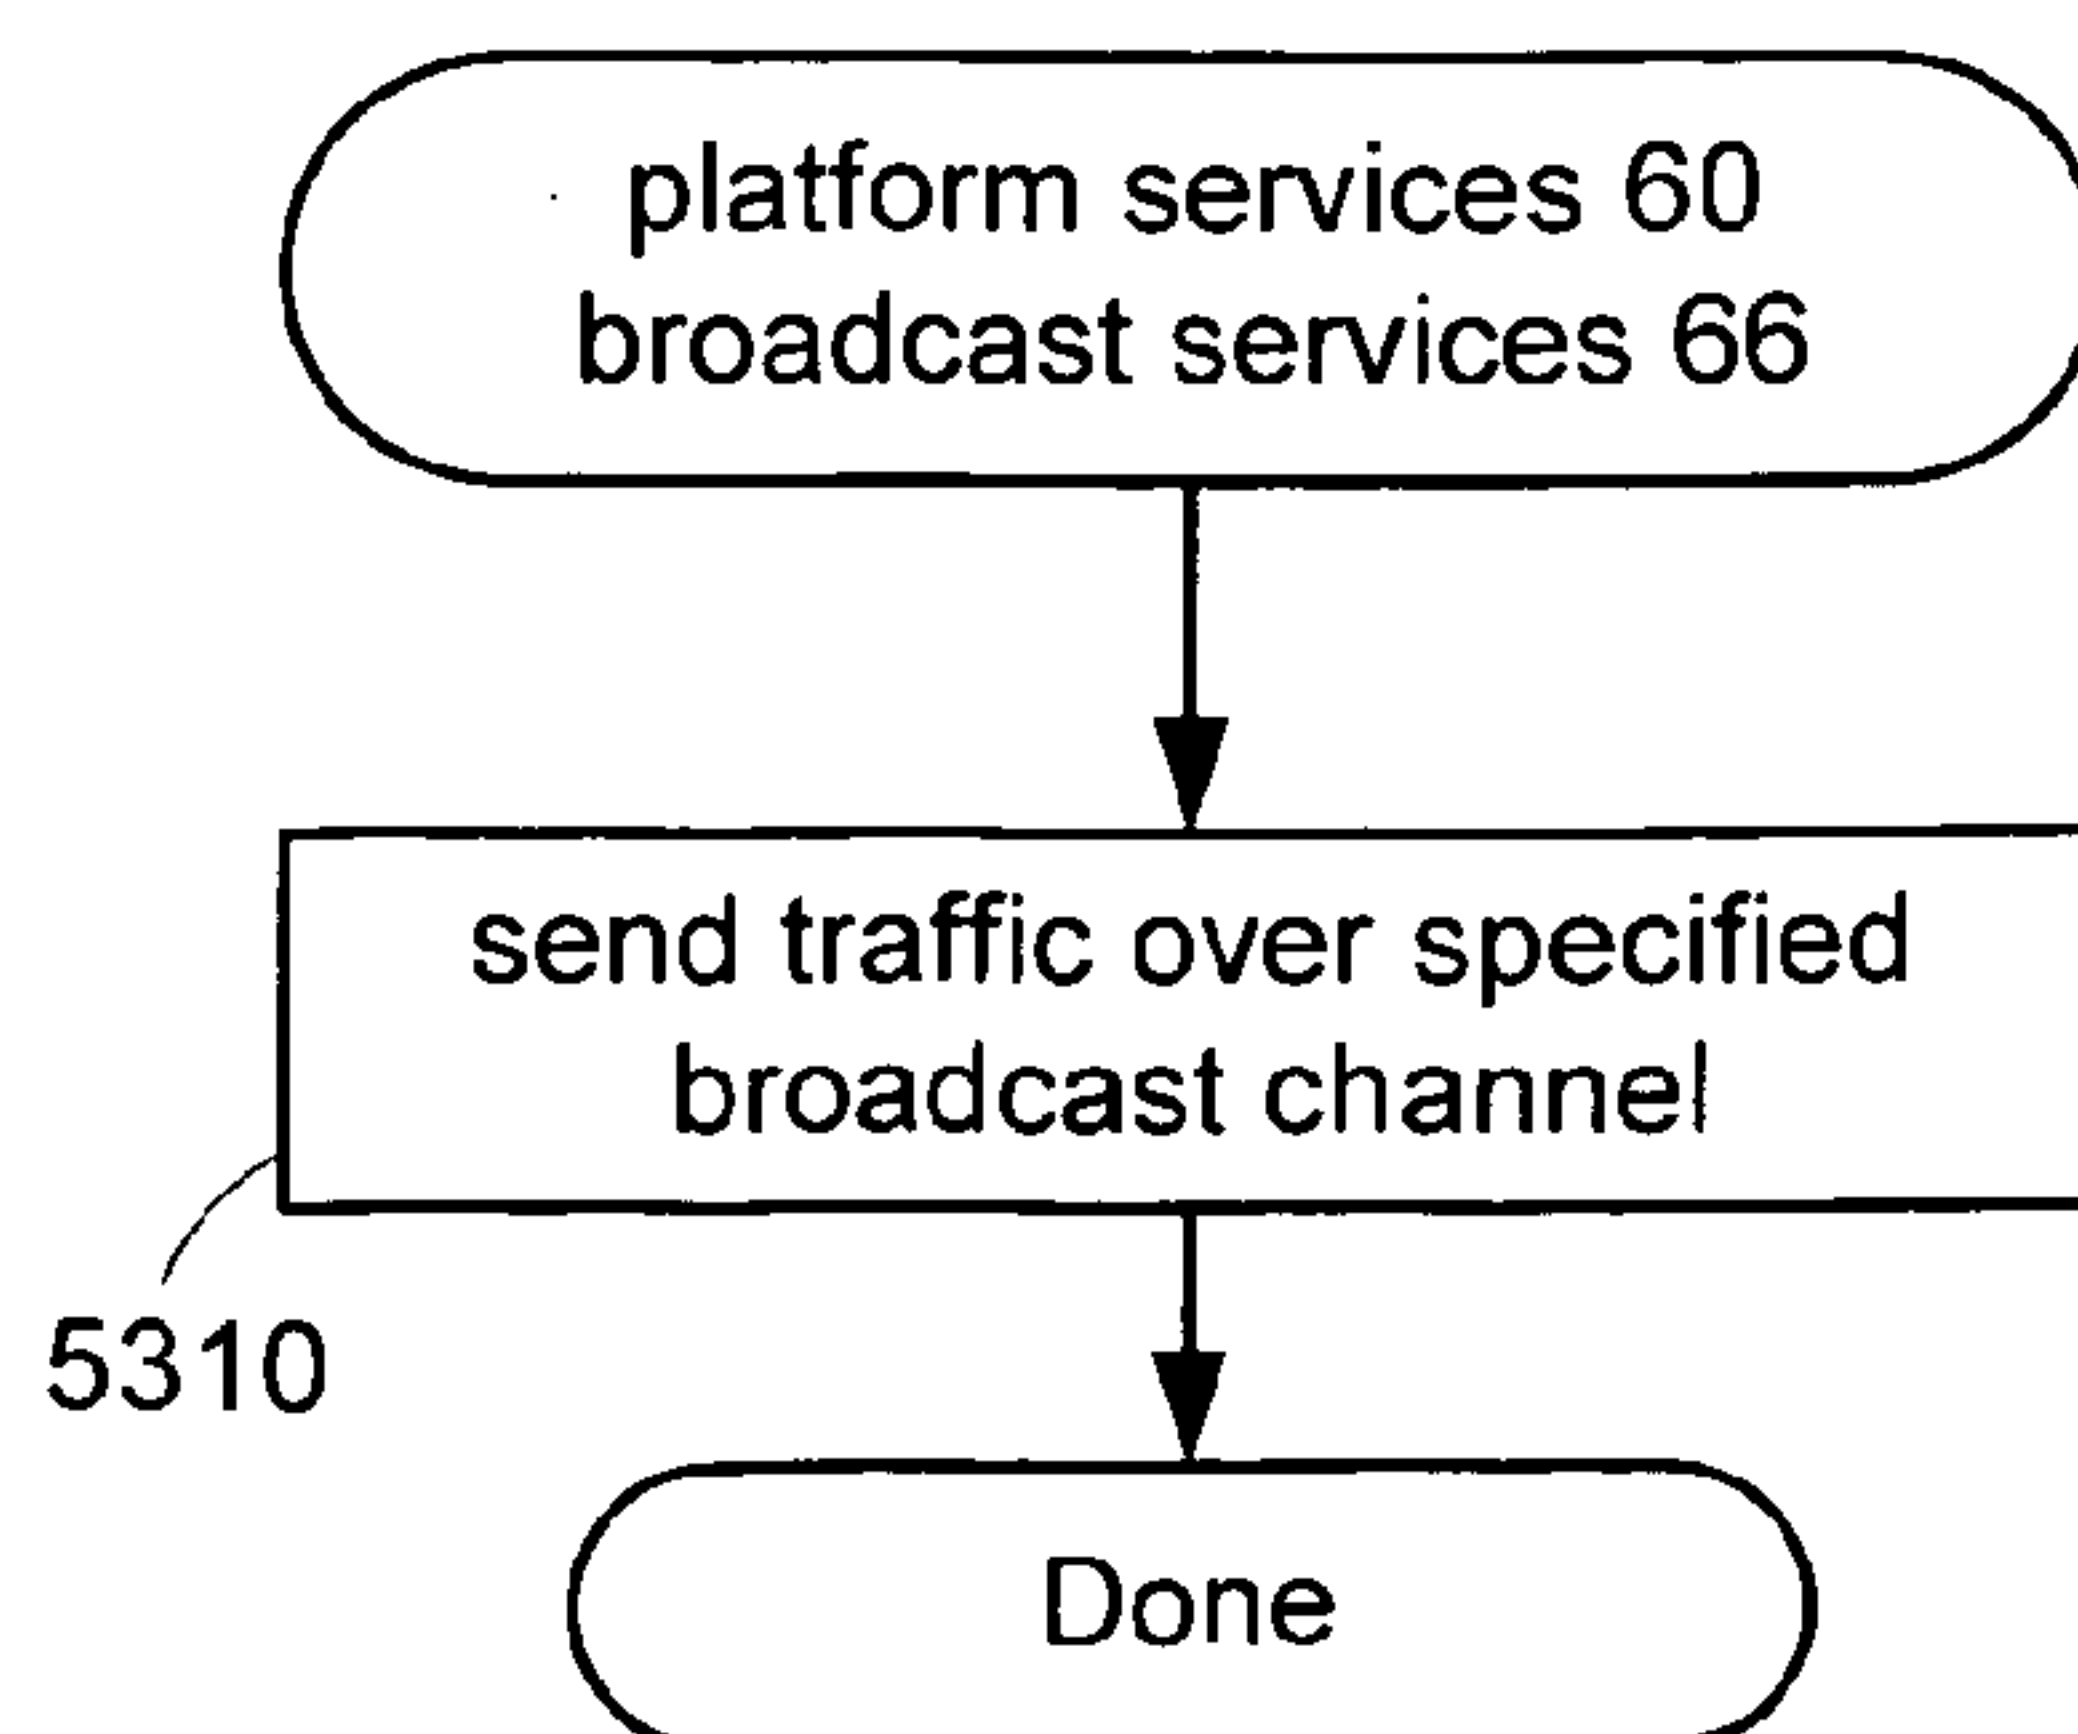 platform services 60
broadcast services 66
send traffic over specified
broadcast channel
5310
Done